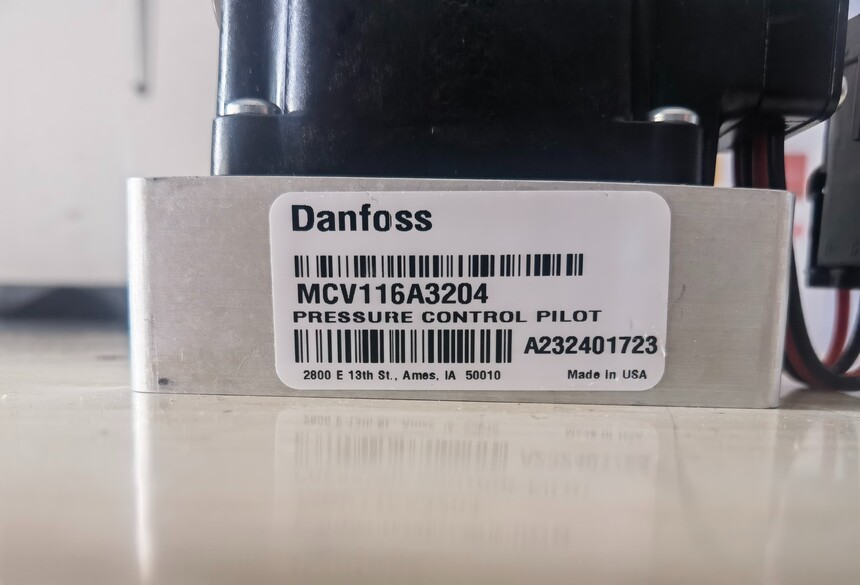 Danfoss
MCV116A3204
PRESSURE CONTROL PILOT
A232401723
2800 E 13th St., Ames, IA 50010 Made in USA